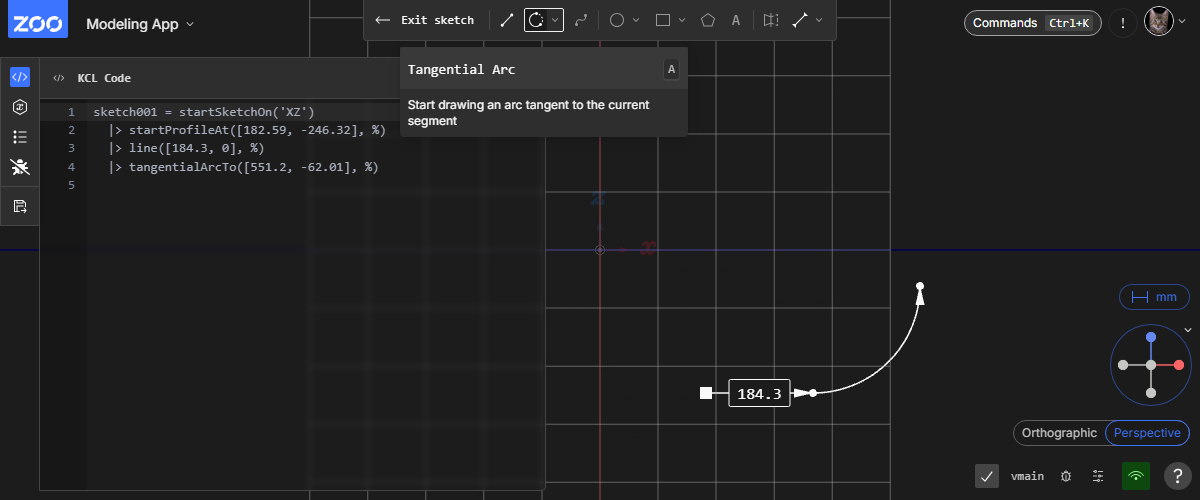 ZOO
Modeling App
Exit sketch
A
Commands Ctrl+K
!
KCL Code
Tangential Arc
A
Start drawing an arc tangent to the current
segment
1 sketch001 = startSketchOn('XZ')
2 |> startProfileAt([182.59, -246.32], %)
3 |> line([184.3, 0], %)
4 |> tangentialArcTo([551.2, -62.01], %)
5
z
x
mm
184.3
Orthographic
Perspective
vmain
?